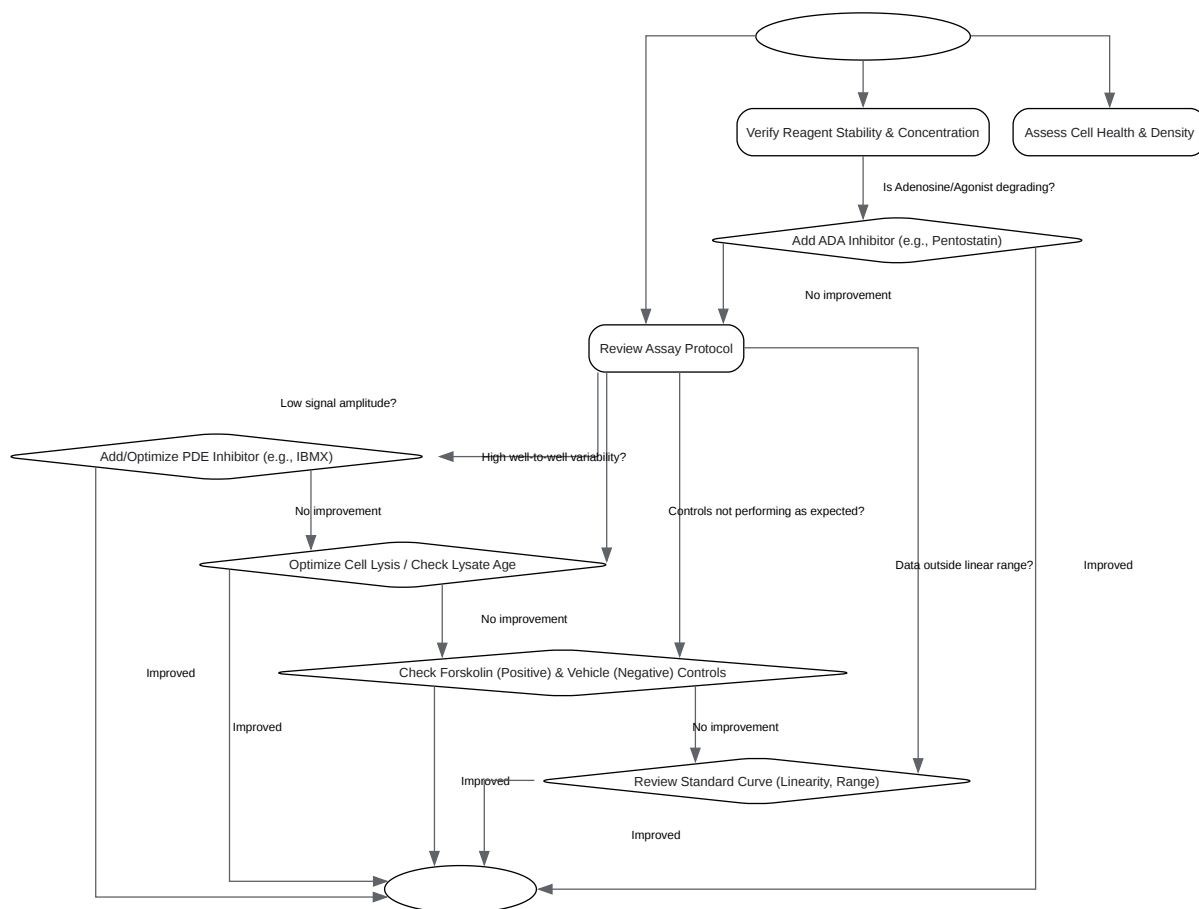 Verify Reagent Stability & Concentration
Assess Cell Health & Density
Is Adenosine/Agonist degrading?
Add ADA Inhibitor (e.g., Pentostatin)
No improvement
Review Assay Protocol
Low signal amplitude?
Add/Optimize PDE Inhibitor (e.g., IBMX)
High well-to-well variability?
No improvement
Controls not performing as expected?
Optimize Cell Lysis / Check Lysate Age
Data outside linear range?
Improved
No improvement
Improved
Check Forskolin (Positive) & Vehicle (Negative) Controls
Improved
No improvement
Improved
Review Standard Curve (Linearity, Range)
Improved